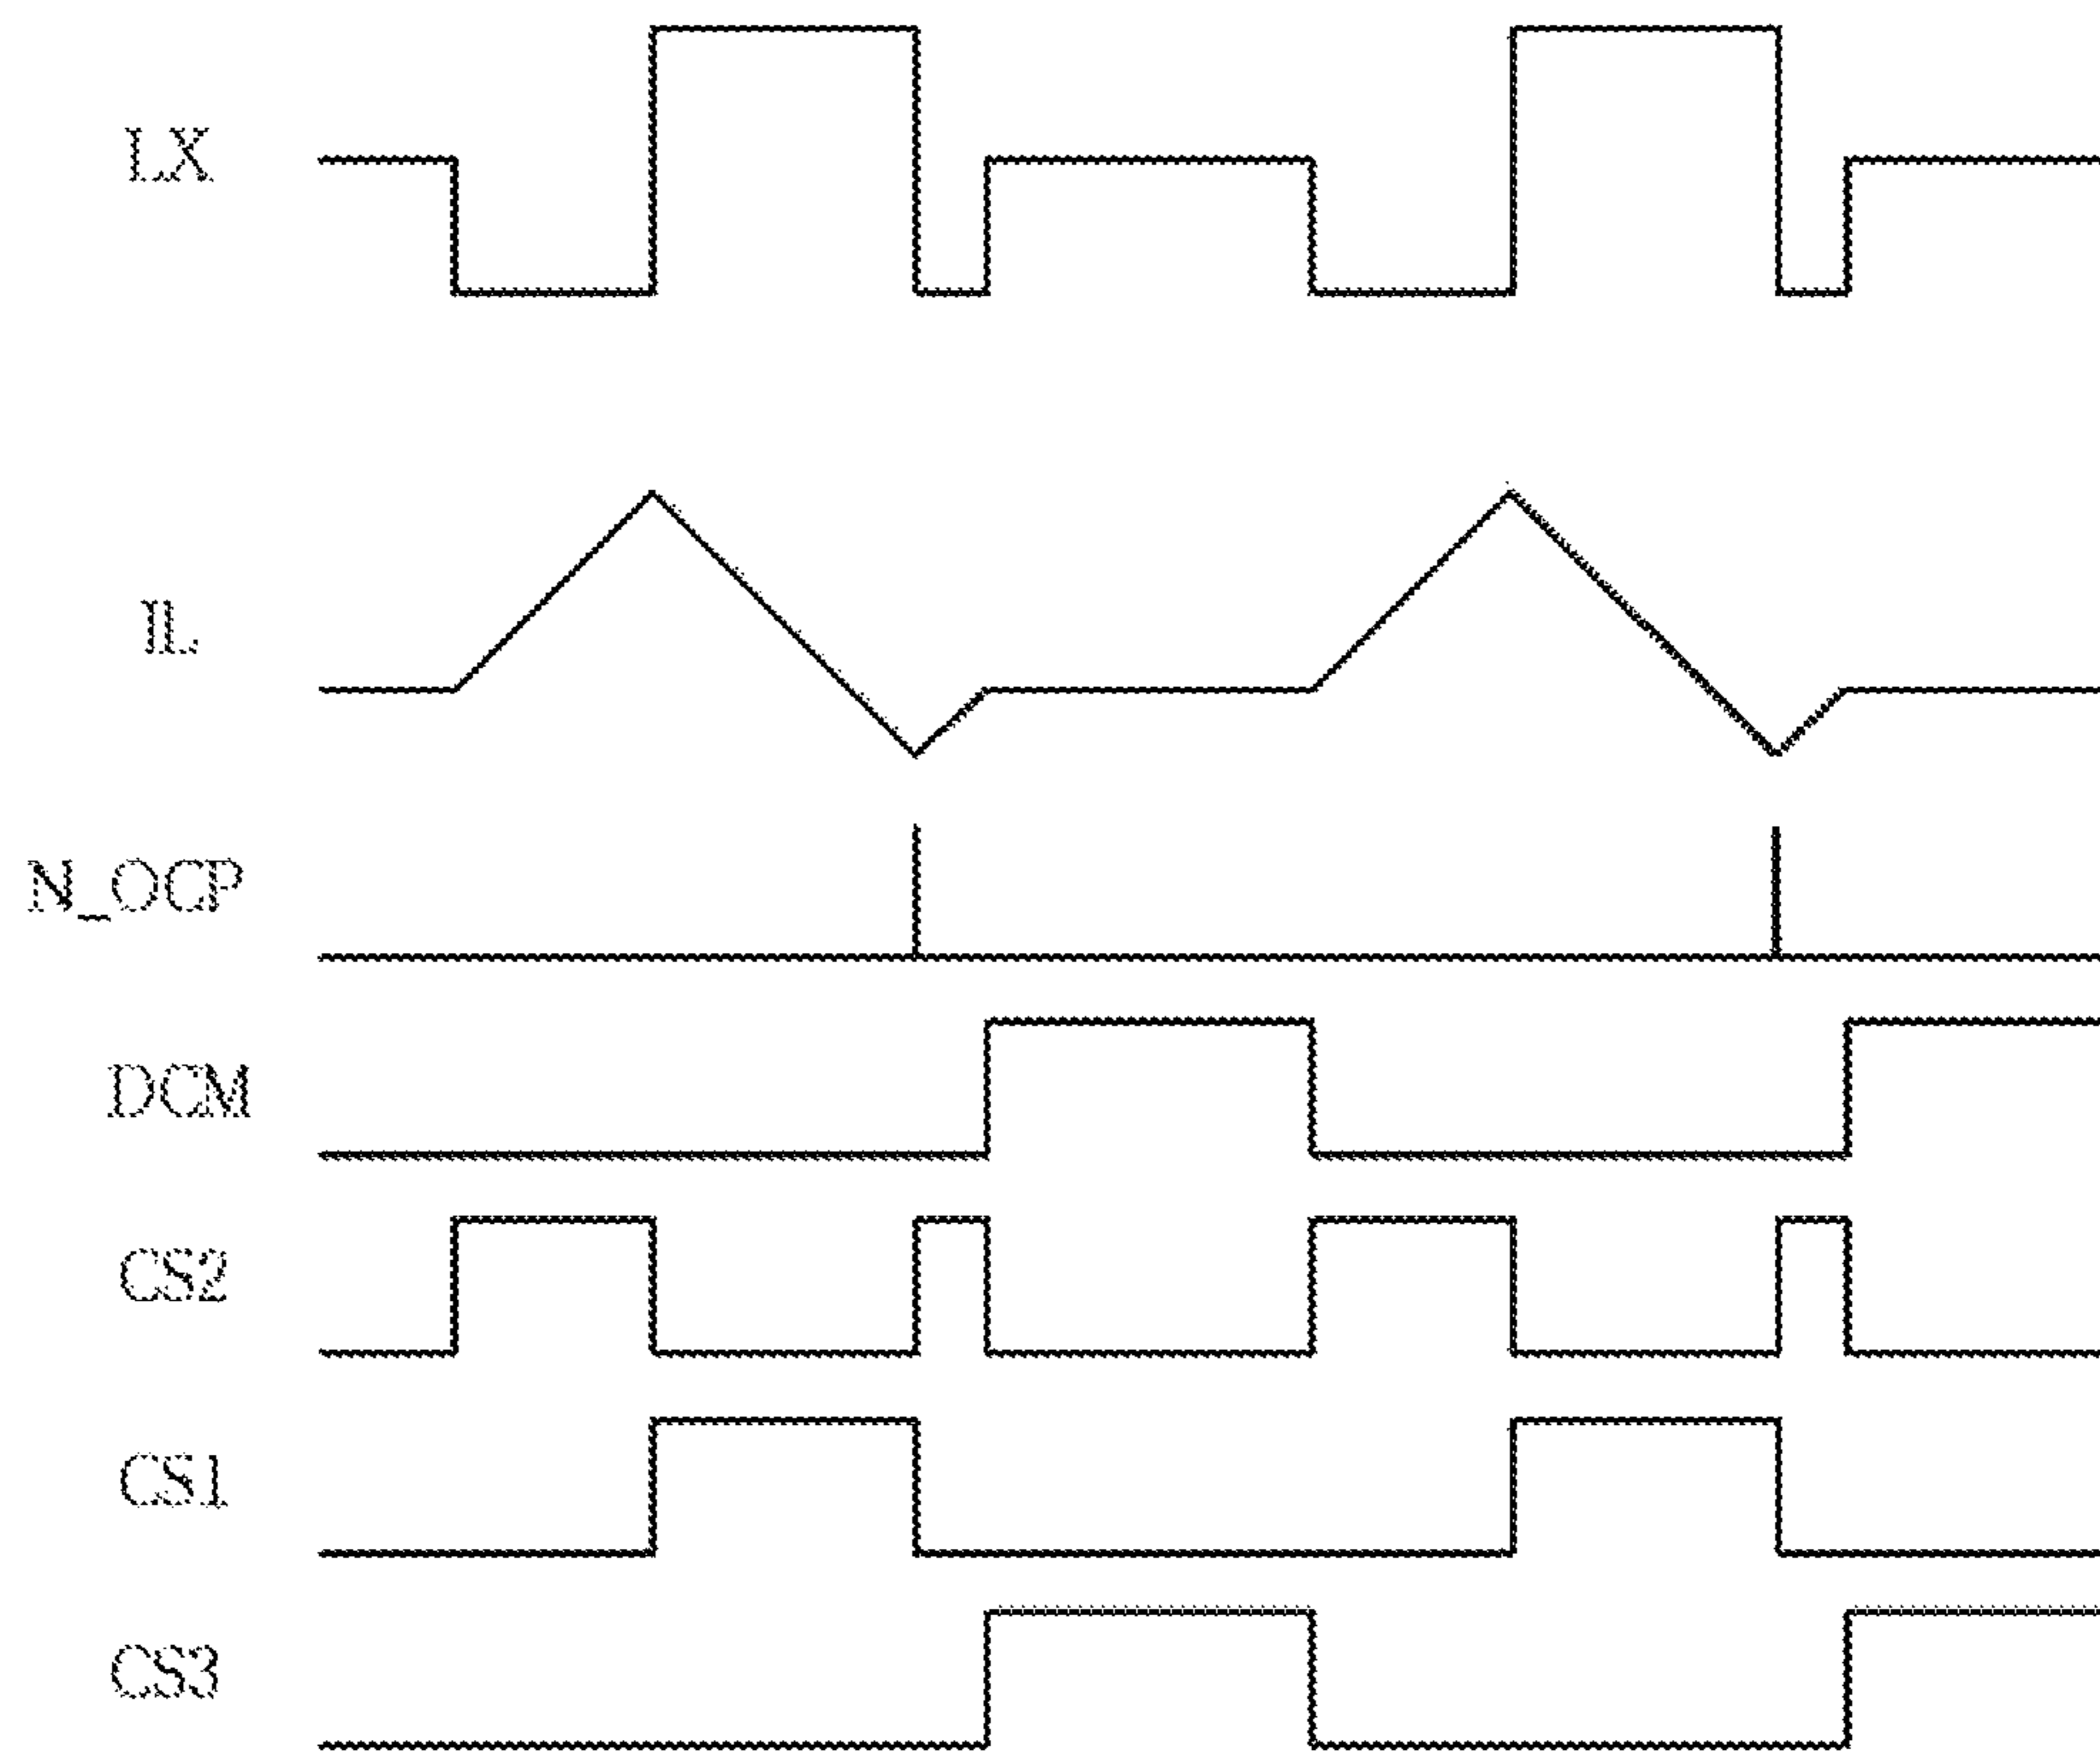 LX
IL
N_OCP
DCM
CS2
CS1
CS3